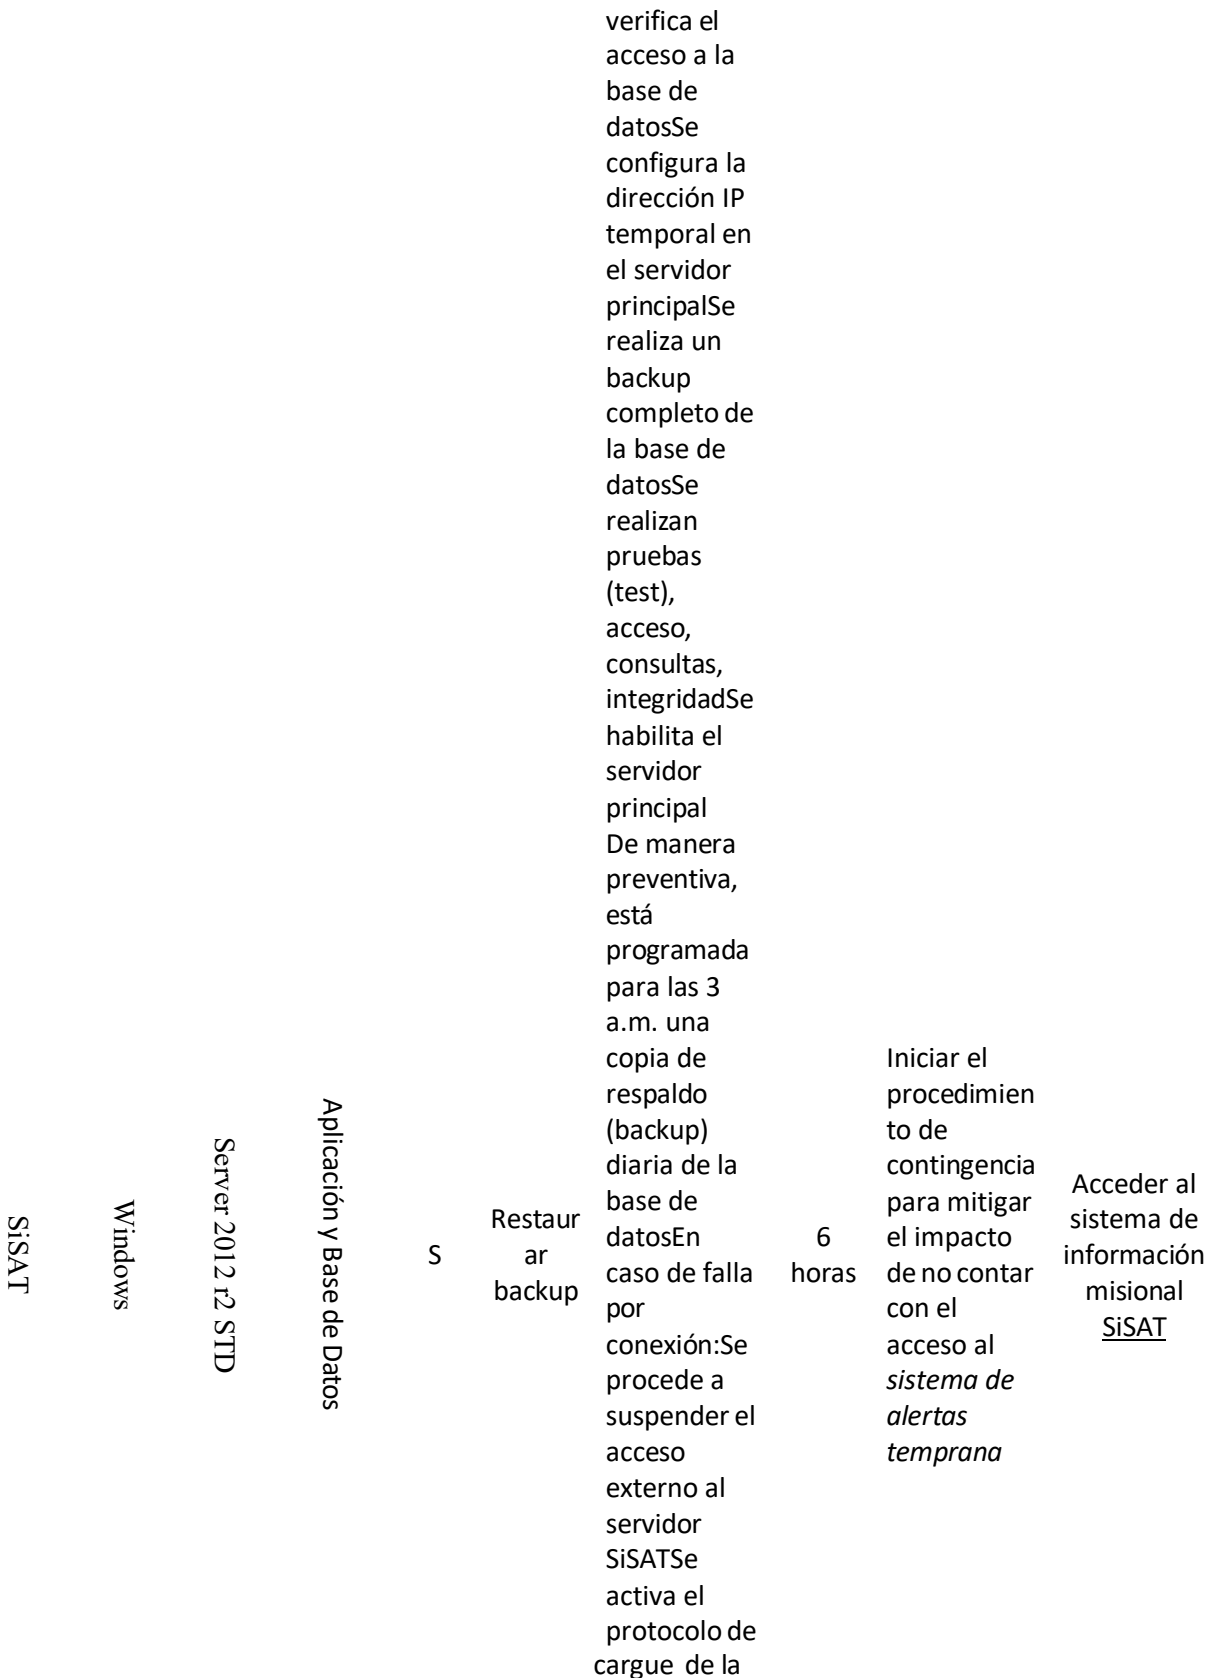 verifica el
acceso a la
base de
datosSe
configura la
dirección IP
temporal en
el servidor
principalSe
realiza un
backup
completo de
la base de
datosSe
realizan
pruebas
(test),
acceso,
consultas,
integridadSe
habilita el
servidor
principal
SiSAT
Windows
Server 2012 r2 STD
Aplicación y Base de Datos
S
Restaur
ar
backup
De manera
preventiva,
está
programada
para las 3
a.m. una
copia de
respaldo
(backup)
diaria de la
base de
datosEn
caso de falla
por
conexión:Se
procede a
suspender el
acceso
externo al
servidor
SiSATSe
activa el
protocolo de
cargue de la
6
horas
Iniciar el
procedimien
to de
contingencia
para mitigar
el impacto
de no contar
con el
acceso al
sistema de
alertas
temprana
Acceder al
sistema de
información
misional
SiSAT